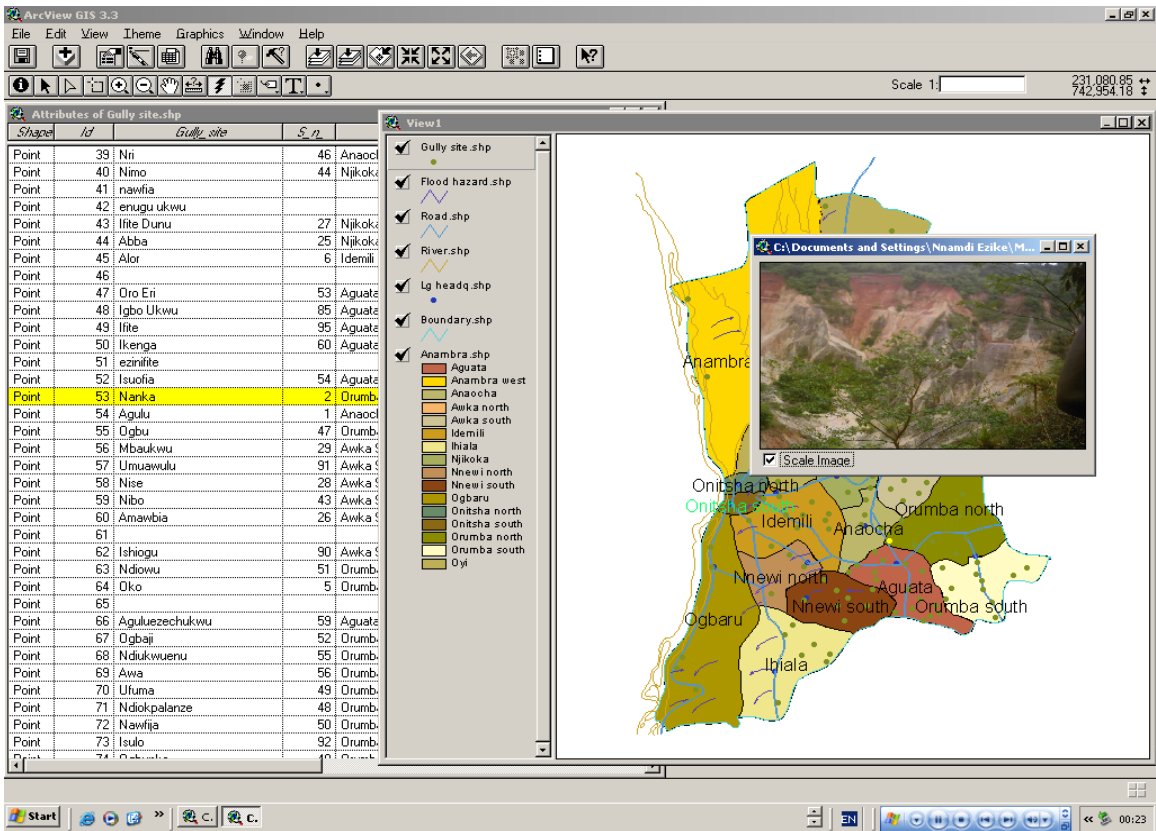 ArcView GIS 3.3
File Edit View Theme Graphics Window Help
Scale 1:
231,080.85
742,954.18
Attributes of Gully site.shp
Shape Id Gully_site S_n_
Point 39 Nri 46 Anaoch
Point 40 Nimo 44 Njikoka
Point 41 nawfia
Point 42 enugu ukwu
Point 43 Ifite Dunu 27 Njikoka
Point 44 Abba 25 Njikoka
Point 45 Alor 6 Idemili
Point 46
Point 47 Oro Eri 53 Aguata
Point 48 Igbo Ukwu 85 Aguata
Point 49 Ifite 95 Aguata
Point 50 Ikenga 60 Aguata
Point 51 ezinifite
Point 52 Isuofia 54 Aguata
Point 53 Nanka 2 Orumb
Point 54 Agulu 1 Anaoch
Point 55 Ogbu 47 Orumb
Point 56 Mbaukwu 29 Awka S
Point 57 Umuawulu 91 Awka S
Point 58 Nise 28 Awka S
Point 59 Nibo 43 Awka S
Point 60 Amawbia 26 Awka S
Point 61
Point 62 Ishiogu 90 Awka S
Point 63 Ndiowu 51 Orumb
Point 64 Oko 5 Orumb
Point 65
Point 66 Aguluezechukwu 59 Aguata
Point 67 Ogbaji 52 Orumb
Point 68 Ndiukwuenu 55 Orumb
Point 69 Awa 56 Orumb
Point 70 Ufuma 49 Orumb
Point 71 Ndiokpalanze 48 Orumb
Point 72 Nawfija 50 Orumb
Point 73 Isulo 92 Orumb
View1
Gully site.shp
Flood hazard.shp
Road.shp
River.shp
Lg headq.shp
Boundary.shp
Anambra.shp
Aguata
Anambra west
Anaocha
Awka north
Awka south
Idemili
Ihiala
Njikoka
Nnewi north
Nnewi south
Ogbaru
Onitsha north
Onitsha south
Orumba north
Orumba south
Oyi
C:\Documents and Settings\Nnamdi Ezike\M...
Scale Image
Anambra
Onitsha north
Onitsha south
Idemili
Anaocha
Orumba north
Nnewi north
Aguata
Nnewi south
Orumba south
Ogbaru
Ihiala
Start
C.
C.
EN
00:23